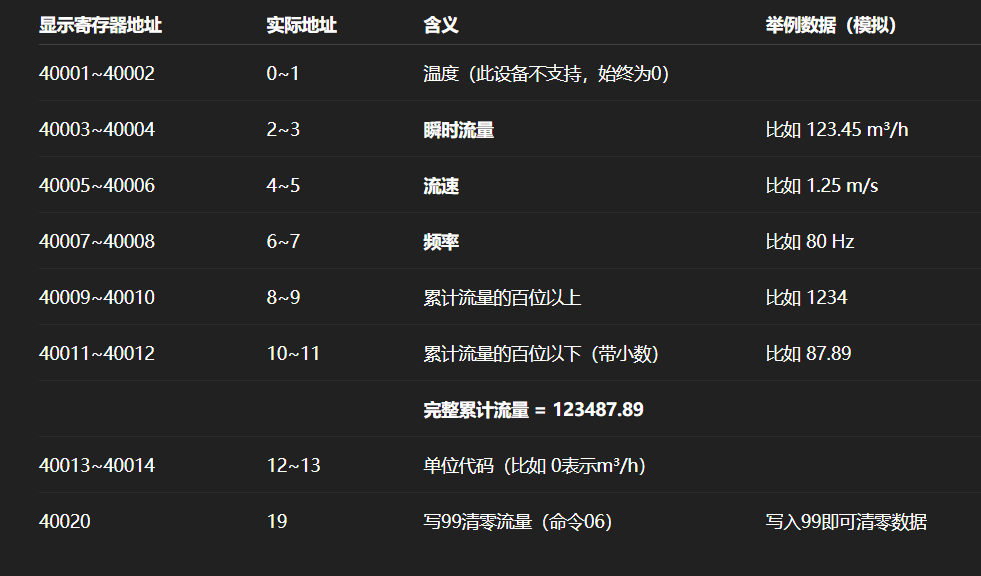 显示寄存器地址 实际地址 含义 举例数据（模拟）
40001~40002 0~1 温度（此设备不支持，始终为0）
40003~40004 2~3 瞬时流量 比如 123.45 m³/h
40005~40006 4~5 流速 比如 1.25 m/s
40007~40008 6~7 频率 比如 80 Hz
40009~40010 8~9 累计流量的百位以上 比如 1234
40011~40012 10~11 累计流量的百位以下（带小数） 比如 87.89
完整累计流量 = 123487.89
40013~40014 12~13 单位代码（比如 0表示m³/h）
40020 19 写99清零流量（命令06） 写入99即可清零数据